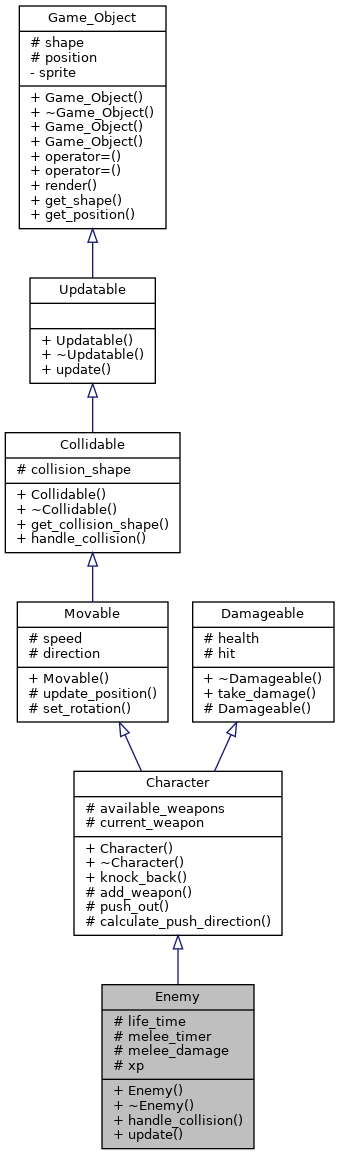 Game_Object
# shape
# position
- sprite
+ Game_Object()
+ ~Game_Object()
+ Game_Object()
+ Game_Object()
+ operator=()
+ operator=()
+ render()
+ get_shape()
+ get_position()
Updatable
+ Updatable()
+ ~Updatable()
+ update()
Collidable
# collision_shape
+ Collidable()
+ ~Collidable()
+ get_collision_shape()
+ handle_collision()
Movable
# speed
# direction
+ Movable()
# update_position()
# set_rotation()
Damageable
# health
# hit
+ ~Damageable()
+ take_damage()
# Damageable()
Character
# available_weapons
# current_weapon
+ Character()
+ ~Character()
+ knock_back()
# add_weapon()
# push_out()
# calculate_push_direction()
Enemy
# life_time
# melee_timer
# melee_damage
# xp
+ Enemy()
+ ~Enemy()
+ handle_collision()
+ update()